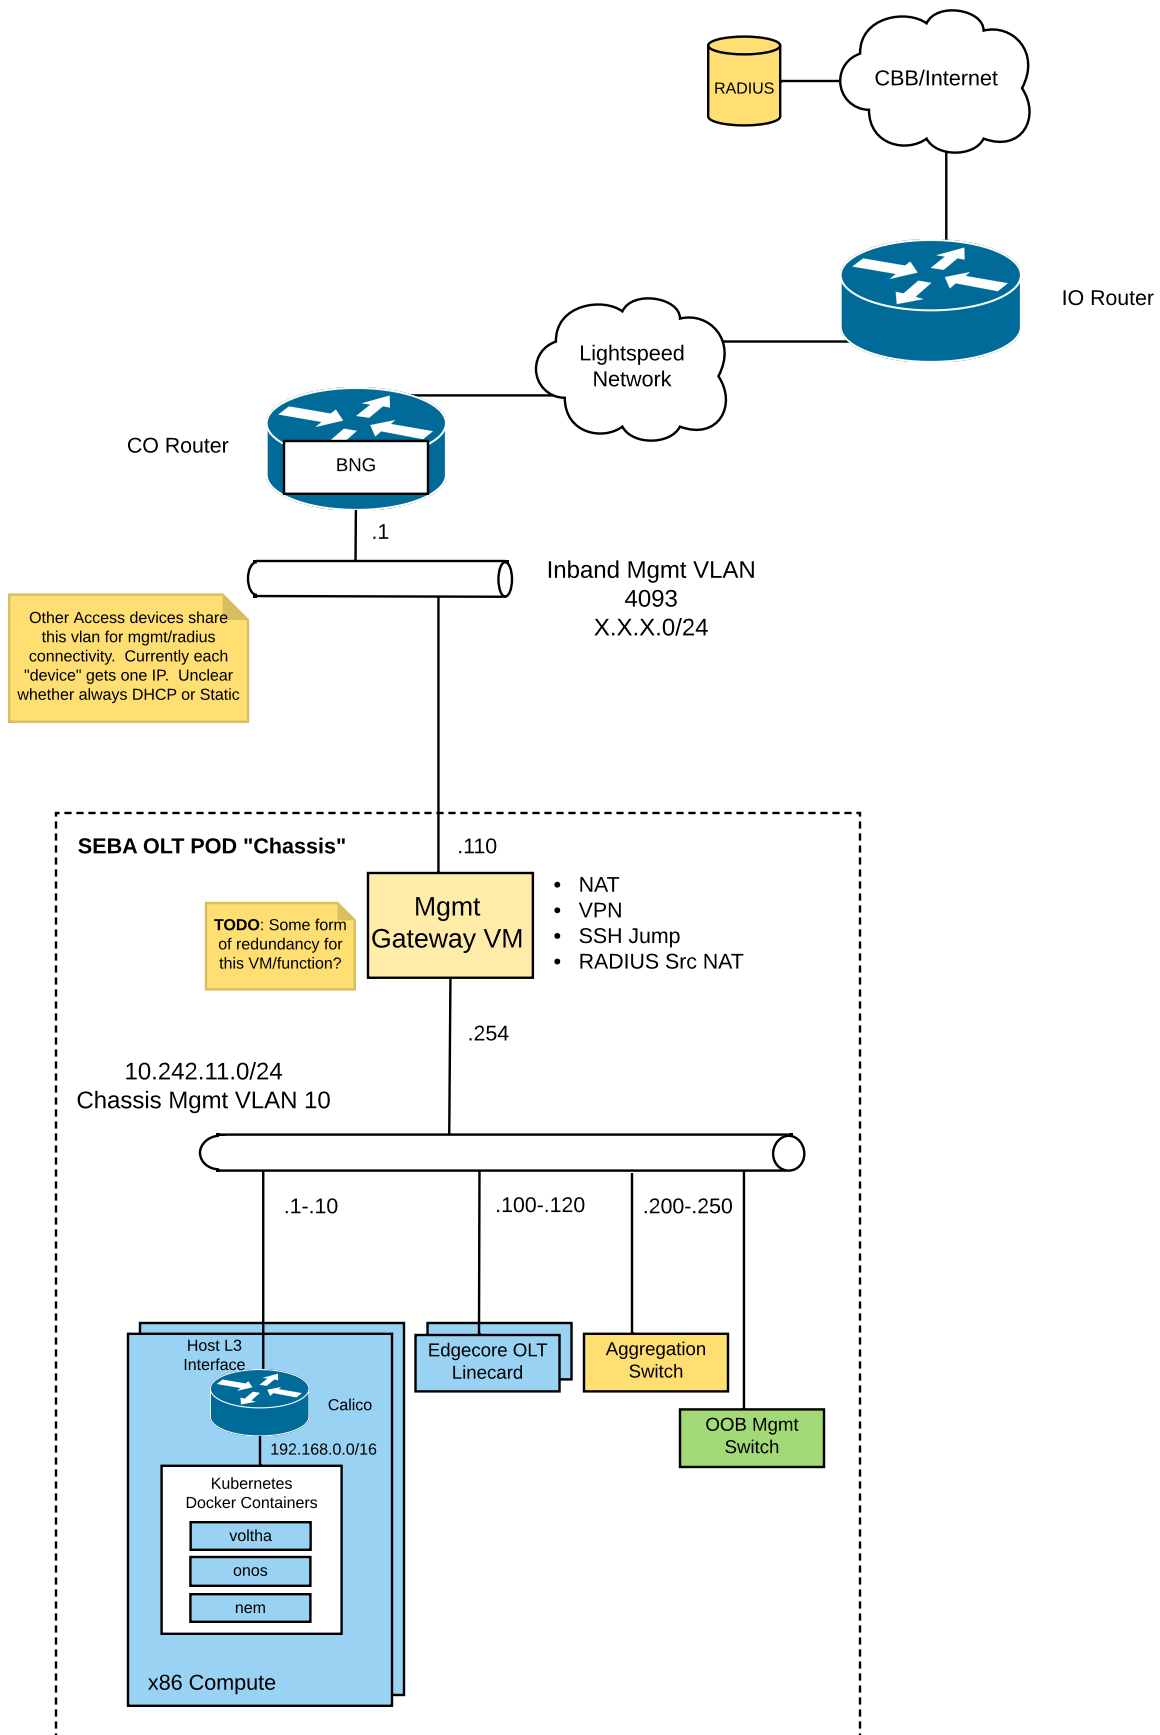 RADIUS
CBB/Internet
IO Router
Lightspeed
Network
CO Router
BNG
.1
Inband Mgmt VLAN
4093
X.X.X.0/24
Other Access devices share
this vlan for mgmt/radius
connectivity.  Currently each
"device" gets one IP.  Unclear
whether always DHCP or Static
SEBA OLT POD "Chassis"
.110
Mgmt
Gateway VM
• NAT
• VPN
• SSH Jump
• RADIUS Src NAT
TODO: Some form
of redundancy for
this VM/function?
.254
10.242.11.0/24
Chassis Mgmt VLAN 10
.1-.10
.100-.120
.200-.250
Host L3
Interface
Calico
192.168.0.0/16
Kubernetes
Docker Containers
voltha
onos
nem
x86 Compute
Edgecore OLT
Linecard
Aggregation
Switch
OOB Mgmt
Switch